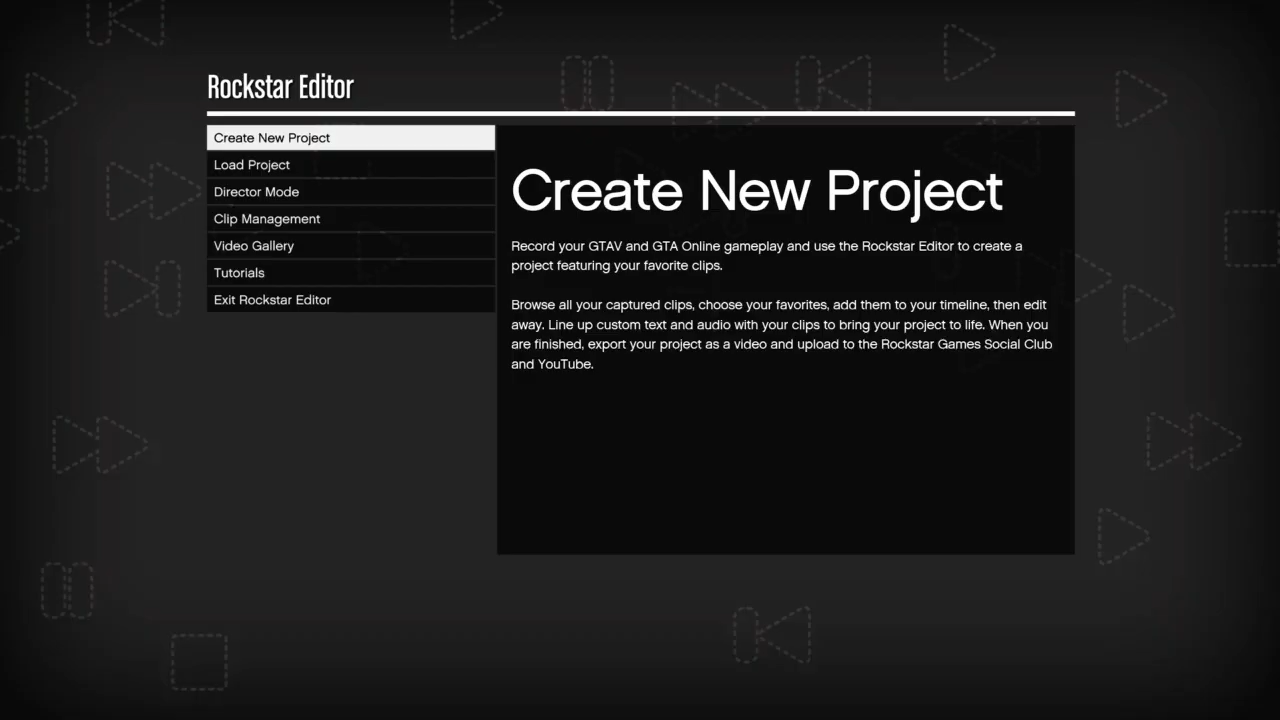 Rockstar Editor
Create New Project
Load Project
Director Mode
Clip Management
Video Gallery
Tutorials
Exit Rockstar Editor
Create New Project
Record your GTAV and GTA Online gameplay and use the Rockstar Editor to create a
project featuring your favorite clips.
Browse all your captured clips, choose your favorites, add them to your timeline, then edit
away. Line up custom text and audio with your clips to bring your project to life. When you
are finished, export your project as a video and upload to the Rockstar Games Social Club
and YouTube.